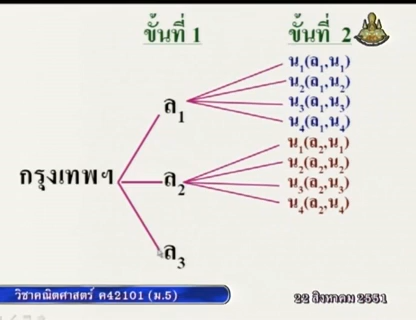 ขั้นที่ 1 ขั้นที่ 2
น₁(ล₁,น₁)
น₂(ล₁,น₂)
น₃(ล₁,น₃)
น₄(ล₁,น₄)
ล₁
น₁(ล₂,น₁)
น₂(ล₂,น₂)
น₃(ล₂,น₃)
น₄(ล₂,น₄)
กรุงเทพฯ ล₂
ล₃
วิชาคณิตศาสตร์ ค42101 (ม.5) 22 สิงหาคม 2551